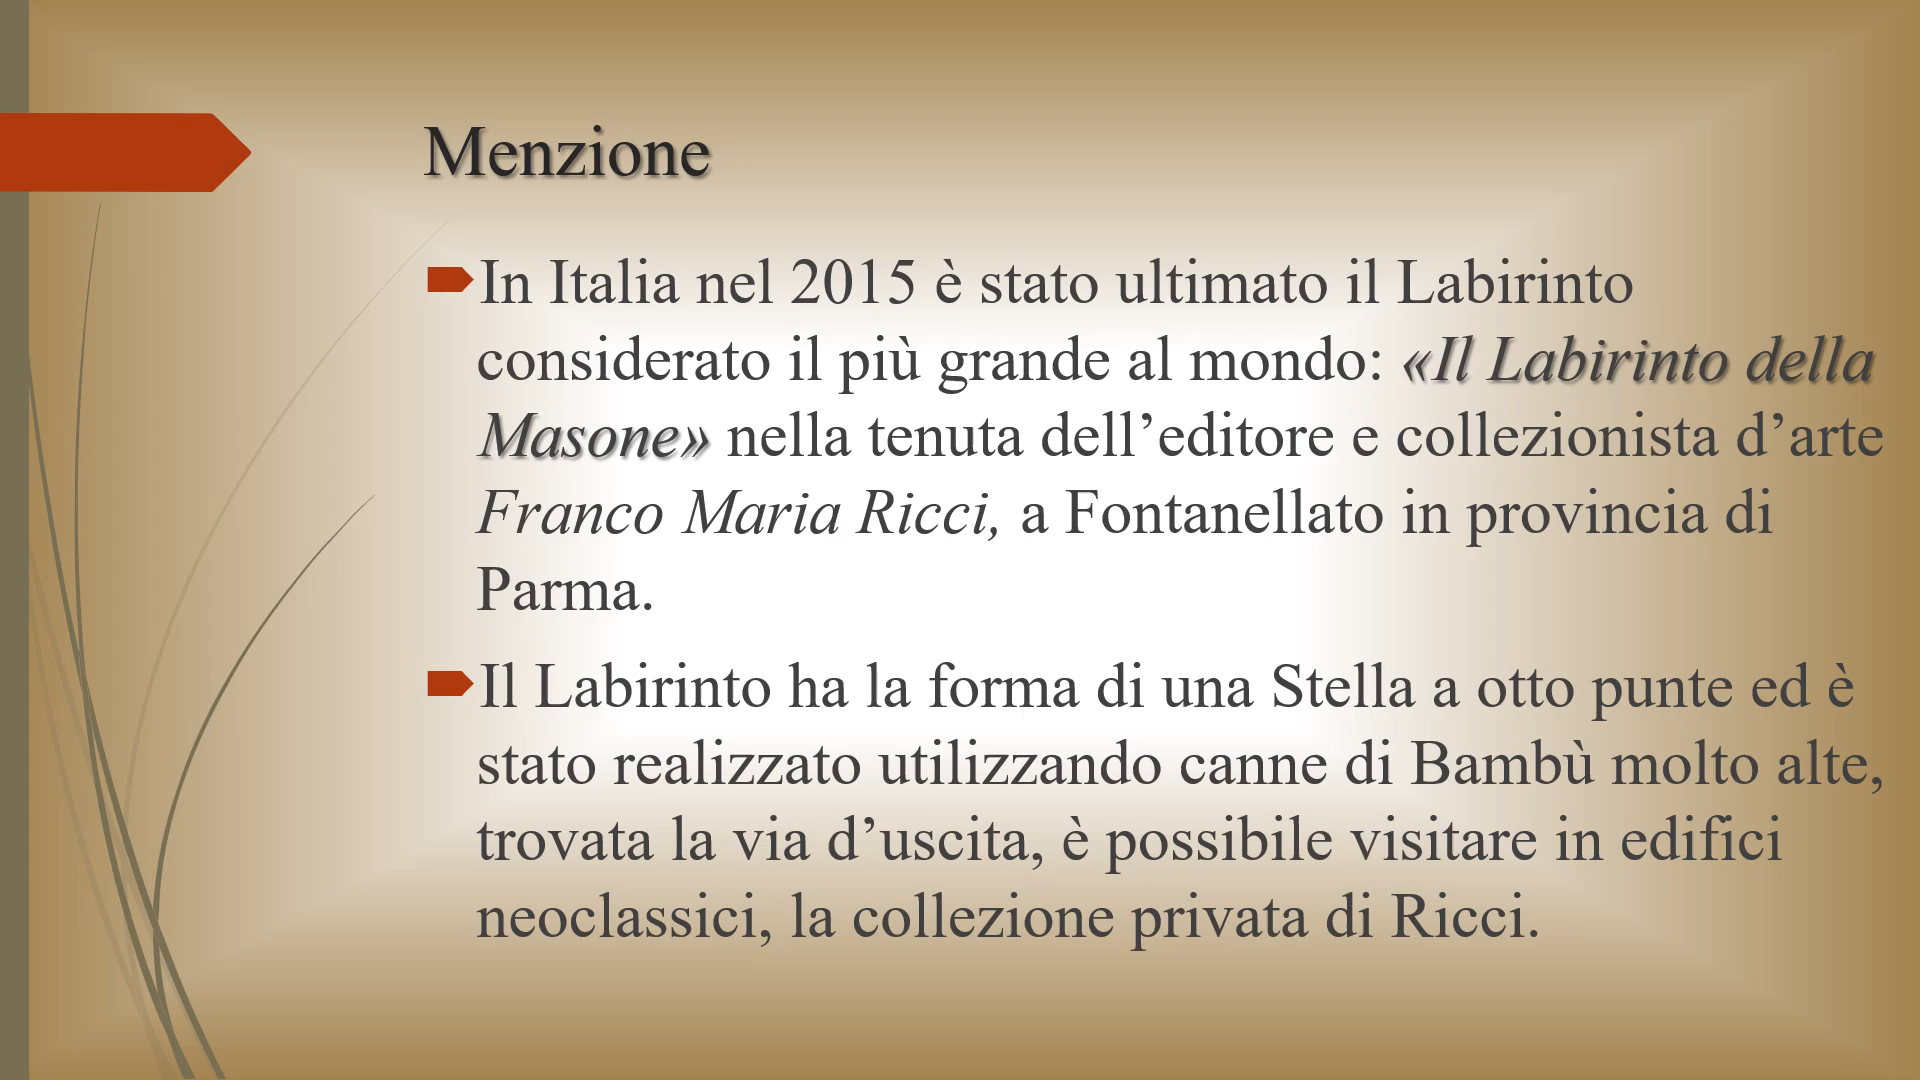 Menzione
In Italia nel 2015 è stato ultimato il Labirinto
considerato il più grande al mondo: «Il Labirinto della
Masone» nella tenuta dell’editore e collezionista d’arte
Franco Maria Ricci, a Fontanellato in provincia di
Parma.
Il Labirinto ha la forma di una Stella a otto punte ed è
stato realizzato utilizzando canne di Bambù molto alte,
trovata la via d’uscita, è possibile visitare in edifici
neoclassici, la collezione privata di Ricci.